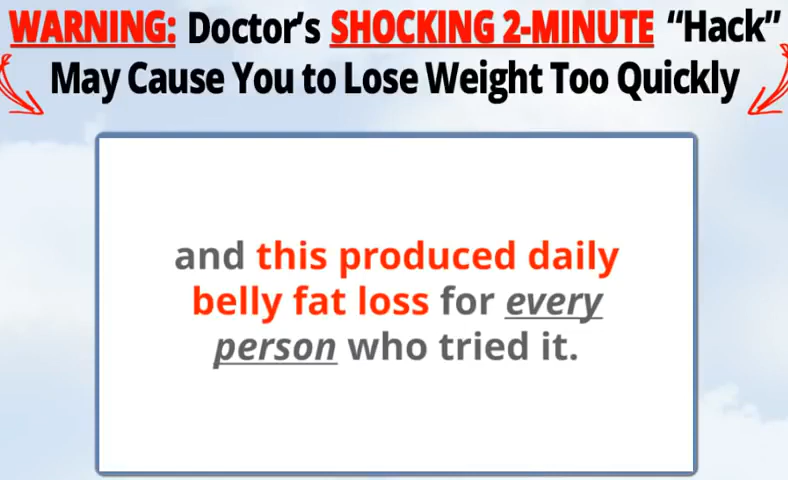 WARNING: Doctor's SHOCKING 2-MINUTE “Hack”
May Cause You to Lose Weight Too Quickly
and this produced daily
belly fat loss for every
person who tried it.